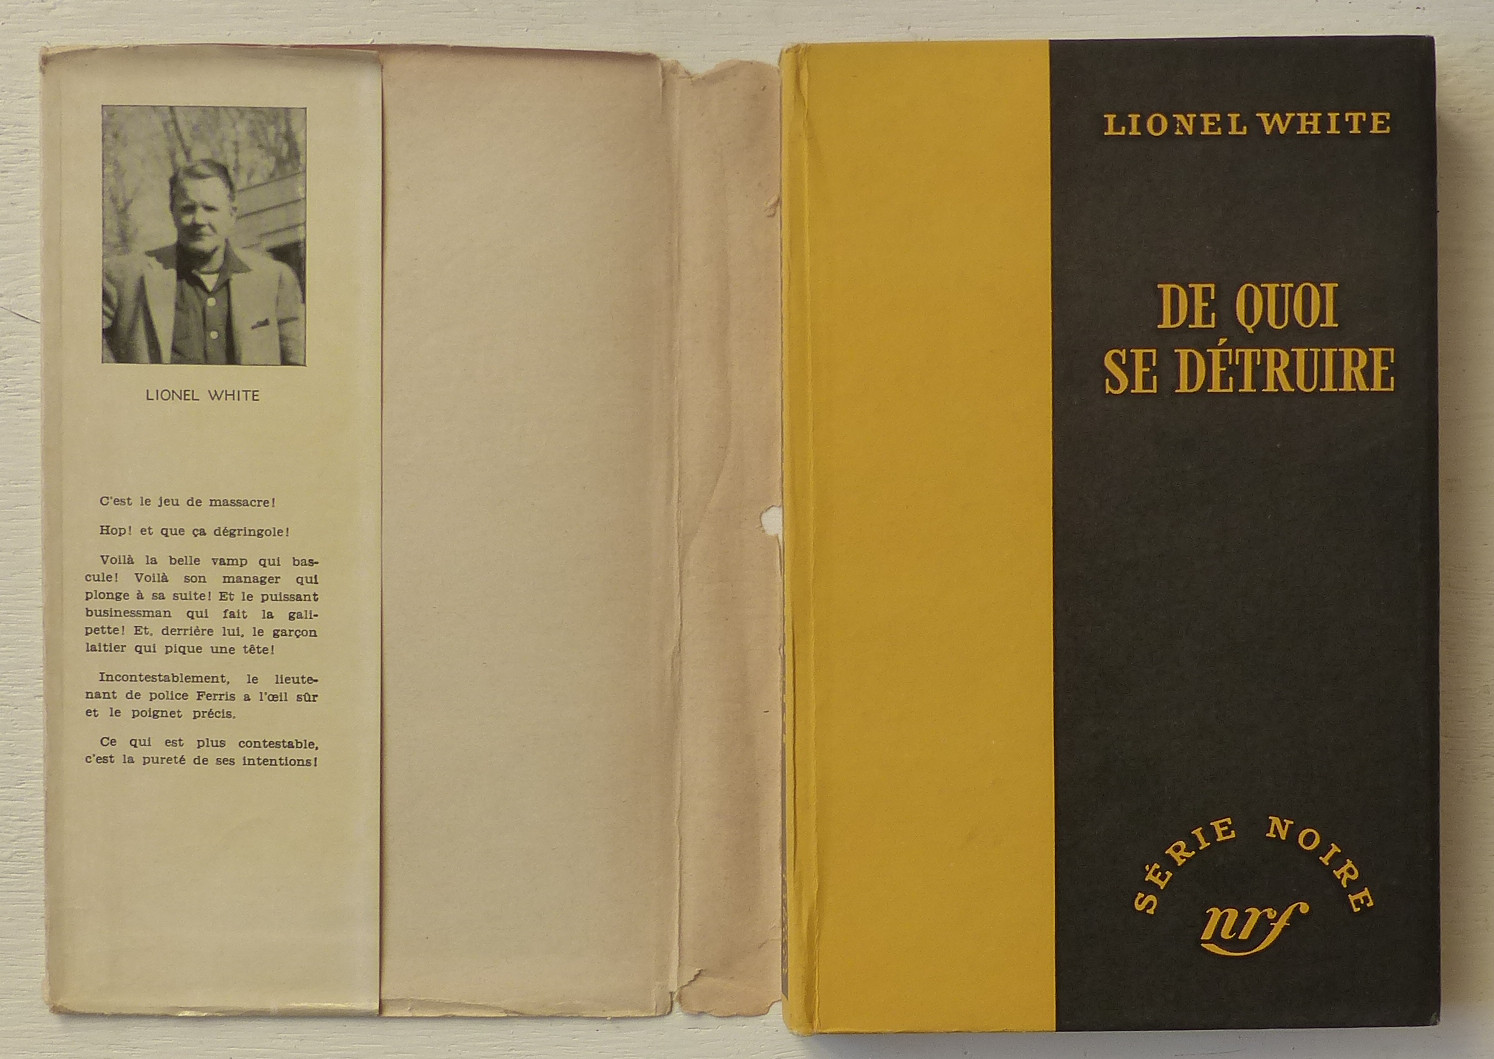 LIONEL WHITE
C'est le jeu de massacre!
Hop! et que ça dégringole!
Voilà la belle vamp qui bas-
cule! Voilà son manager qui
plonge à sa suite! Et le puissant
businessman qui fait la gali-
pette! Et, derrière lui, le garçon
laitier qui pique une tête!
Incontestablement, le lieute-
nant de police Ferris a l'œil sûr
et le poignet précis.
Ce qui est plus contestable,
c'est la pureté de ses intentions!
LIONEL WHITE
DE QUOI
SE DÉTRUIRE
SÉRIE NOIRE
nrf